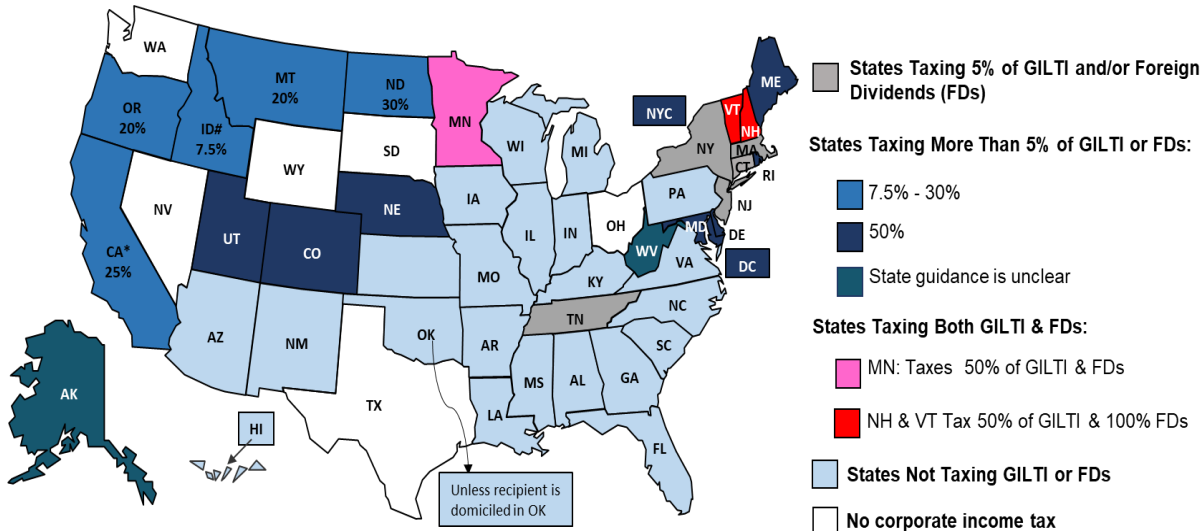 WA
MT
20%
ND
30%
MN
OR
20%
ID#
7.5%
WY
SD
WI
MI
NYC
NY
VT
NH
ME
MA
CT
RI
NV
UT
CO
NE
IA
IL
IN
OH
PA
NJ
CA*
25%
MO
KY
WV
MD
DE
VA
DC
AZ
NM
OK
AR
TN
NC
SC
AK
HI
TX
LA
MS
AL
GA
FL
Unless recipient is
domiciled in OK
States Taxing 5% of GILTI and/or Foreign
Dividends (FDs)
States Taxing More Than 5% of GILTI or FDs:
7.5% - 30%
50%
State guidance is unclear
States Taxing Both GILTI & FDs:
MN: Taxes 50% of GILTI & FDs
NH & VT Tax 50% of GILTI & 100% FDs
States Not Taxing GILTI or FDs
No corporate income tax